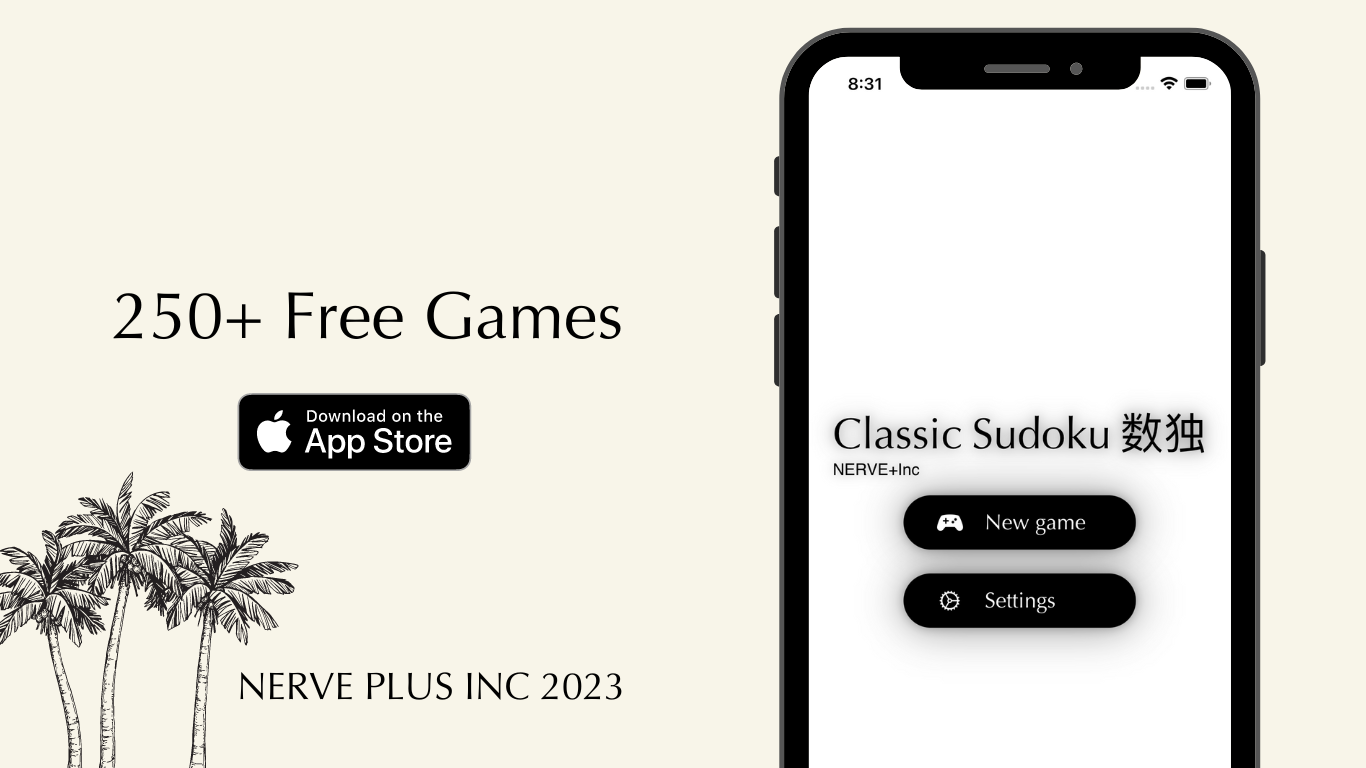 250+ Free Games
Download on the
App Store
NERVE PLUS INC 2023
8:31
Classic Sudoku 数独
NERVE+Inc
New game
Settings